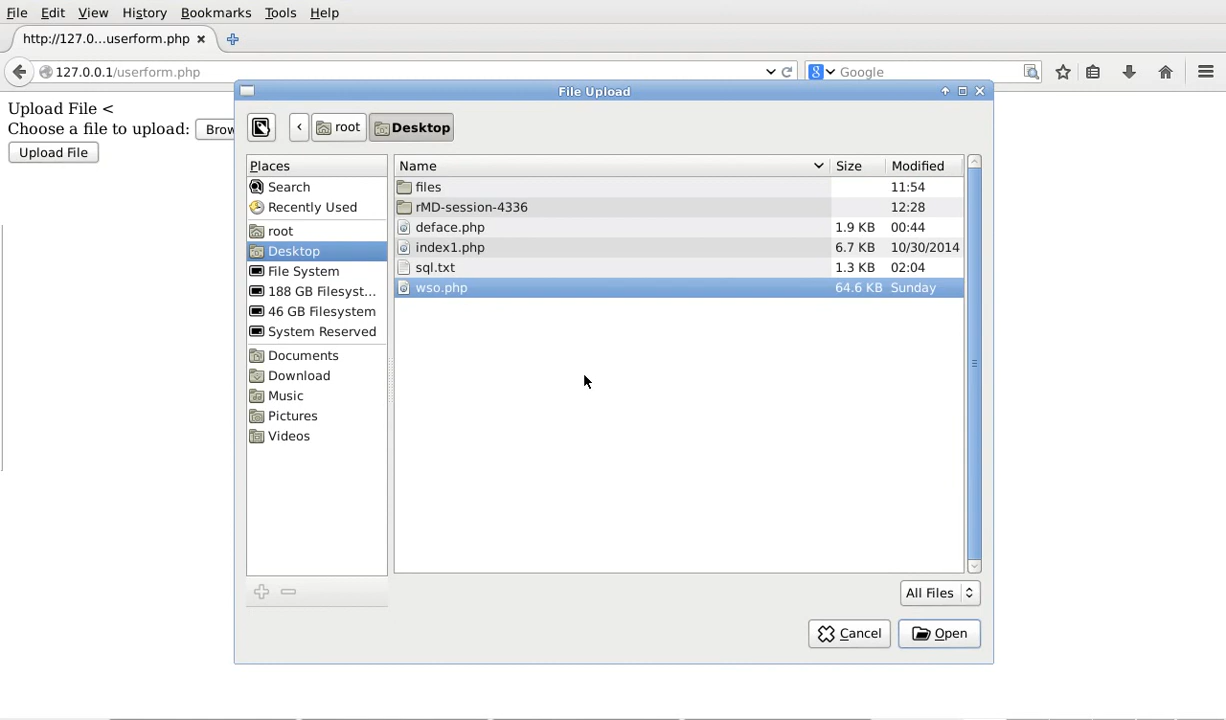 File Edit View History Bookmarks Tools Help
http://127.0...userform.php
127.0.0.1/userform.php Google
File Upload
Upload File <
Choose a file to upload: Brow
Upload File
root Desktop
Places
Search
Recently Used
root
Desktop
File System
188 GB Filesyst...
46 GB Filesystem
System Reserved
Documents
Download
Music
Pictures
Videos
Name Size Modified
files 11:54
rMD-session-4336 12:28
deface.php 1.9 KB 00:44
index1.php 6.7 KB 10/30/2014
sql.txt 1.3 KB 02:04
wso.php 64.6 KB Sunday
All Files
Cancel Open